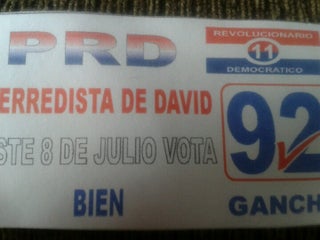 PRD
REVOLUCIONARIO
11
DEMOCRATICO
ERREDISTA DE DAVID
STE 8 DE JULIO VOTA
92
BIEN
GANCH